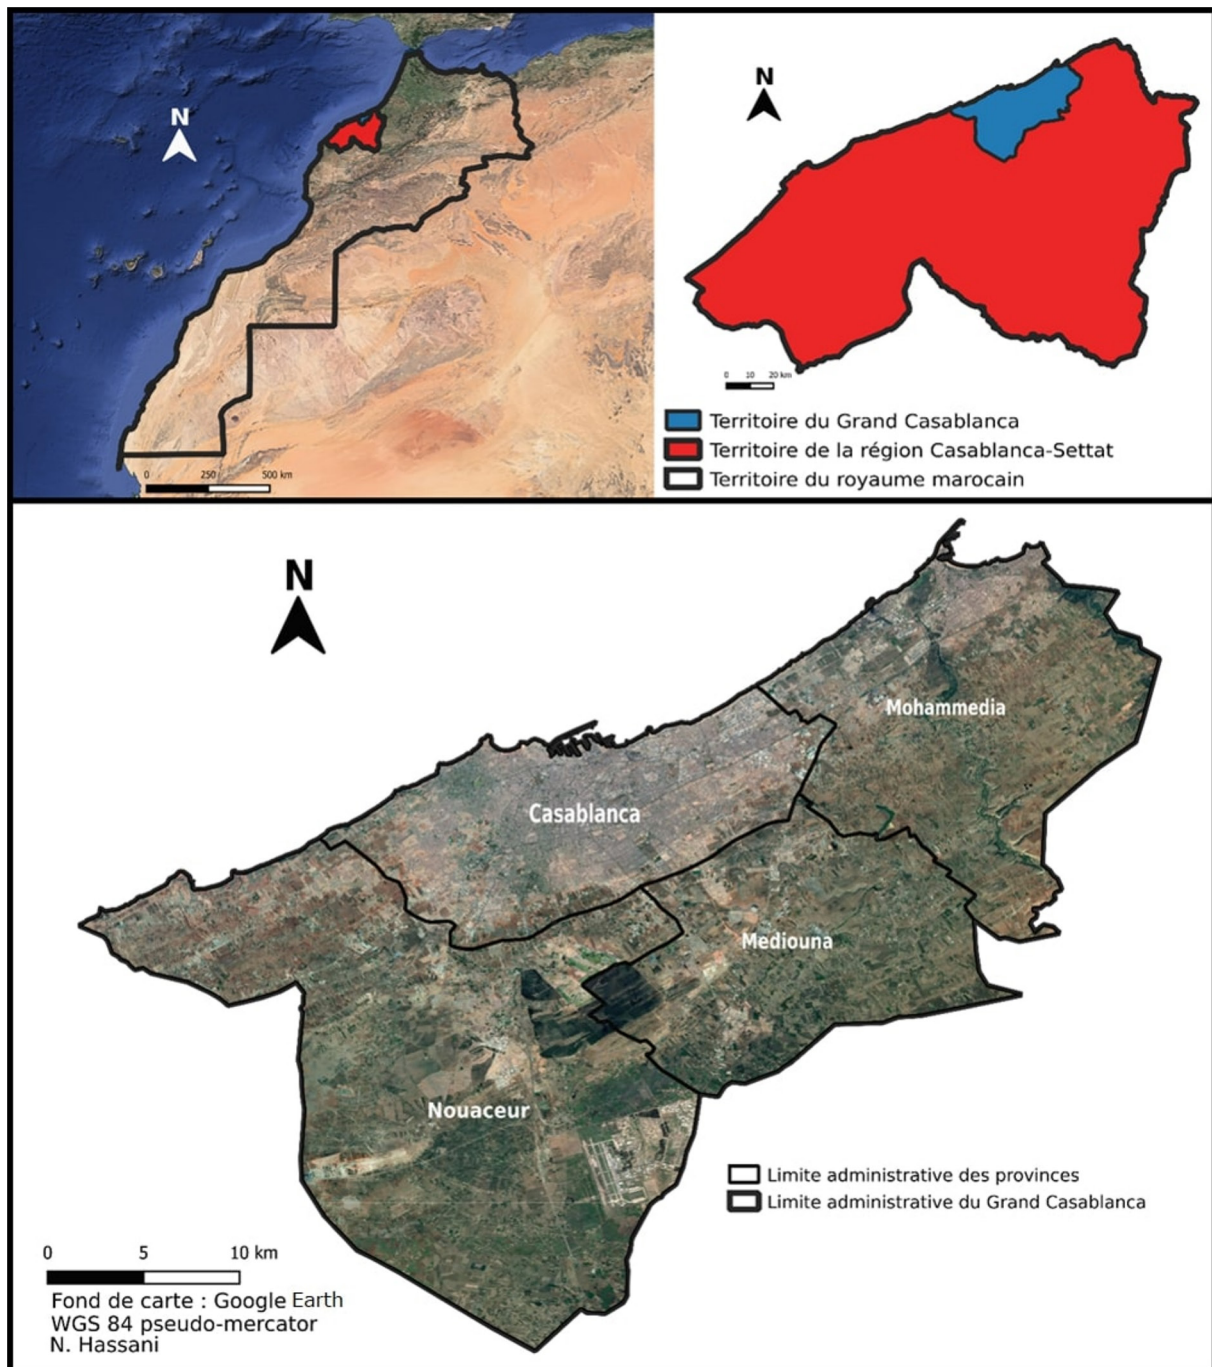 N
0 250 500 km
N
0 10 20 km
Territoire du Grand Casablanca
Territoire de la région Casablanca-Settat
Territoire du royaume marocain
N
Mohammedia
Casablanca
Mediouna
Nouaceur
Limite administrative des provinces
Limite administrative du Grand Casablanca
0 5 10 km
Fond de carte : Google Earth
WGS 84 pseudo-mercator
N. Hassani